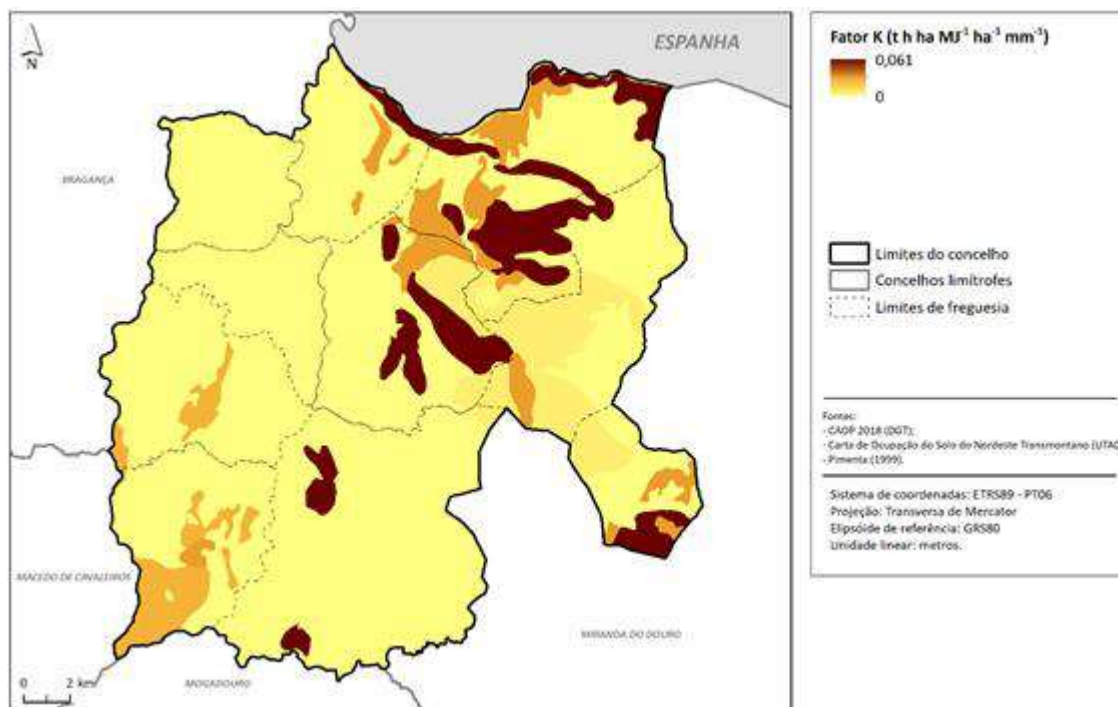 N
ESPANHA
BRAGANÇA
MACEDO DE CAVALEIROS
MIRANDA DO DOURO
MOGADOURO
0 2 km
Fator K (t h ha MJ⁻¹ ha⁻¹ mm⁻¹)
0,061
0
Limites do concelho
Concelhos limítrofes
Limites de freguesia
Fontes:
- CAOP 2018 (DGT);
- Carta de Ocupação do Solo do Nordeste Transmontano (UTAD
- Pimenta (1999).
Sistema de coordenadas: ETRS89 - PT06
Projeção: Transversa de Mercator
Elipsóide de referência: GRS80
Unidade linear: metros.